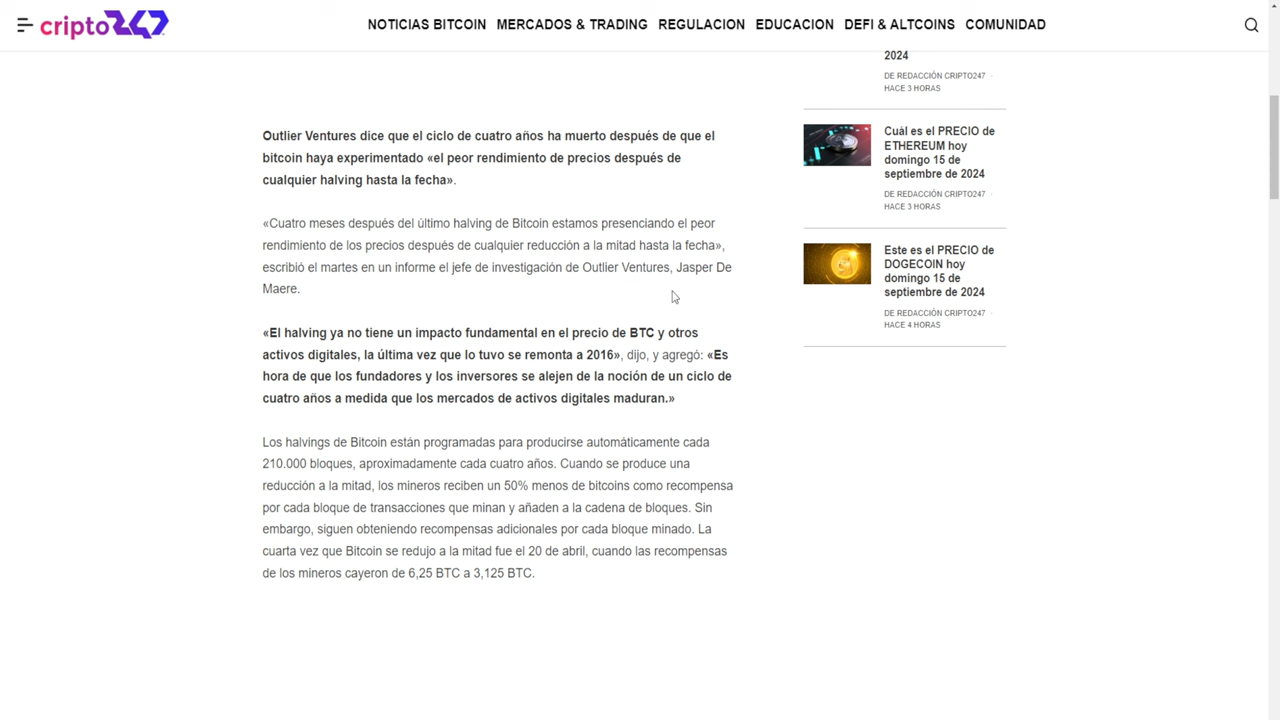 cripto247
NOTICIAS BITCOIN MERCADOS & TRADING REGULACION EDUCACION DEFI & ALTCOINS COMUNIDAD
Outlier Ventures dice que el ciclo de cuatro años ha muerto después de que el
bitcoin haya experimentado «el peor rendimiento de precios después de
cualquier halving hasta la fecha».
«Cuatro meses después del último halving de Bitcoin estamos presenciando el peor
rendimiento de los precios después de cualquier reducción a la mitad hasta la fecha»,
escribió el martes en un informe el jefe de investigación de Outlier Ventures, Jasper De
Maere.
«El halving ya no tiene un impacto fundamental en el precio de BTC y otros
activos digitales, la última vez que lo tuvo se remonta a 2016», dijo, y agregó: «Es
hora de que los fundadores y los inversores se alejen de la noción de un ciclo de
cuatro años a medida que los mercados de activos digitales maduran.»
Los halvings de Bitcoin están programadas para producirse automáticamente cada
210.000 bloques, aproximadamente cada cuatro años. Cuando se produce una
reducción a la mitad, los mineros reciben un 50% menos de bitcoins como recompensa
por cada bloque de transacciones que minan y añaden a la cadena de bloques. Sin
embargo, siguen obteniendo recompensas adicionales por cada bloque minado. La
cuarta vez que Bitcoin se redujo a la mitad fue el 20 de abril, cuando las recompensas
de los mineros cayeron de 6,25 BTC a 3,125 BTC.
2024
DE REDACCIÓN CRIPTO247 ·
HACE 3 HORAS
Cuál es el PRECIO de
ETHEREUM hoy
domingo 15 de
septiembre de 2024
DE REDACCIÓN CRIPTO247 ·
HACE 3 HORAS
Este es el PRECIO de
DOGECOIN hoy
domingo 15 de
septiembre de 2024
DE REDACCIÓN CRIPTO247 ·
HACE 4 HORAS